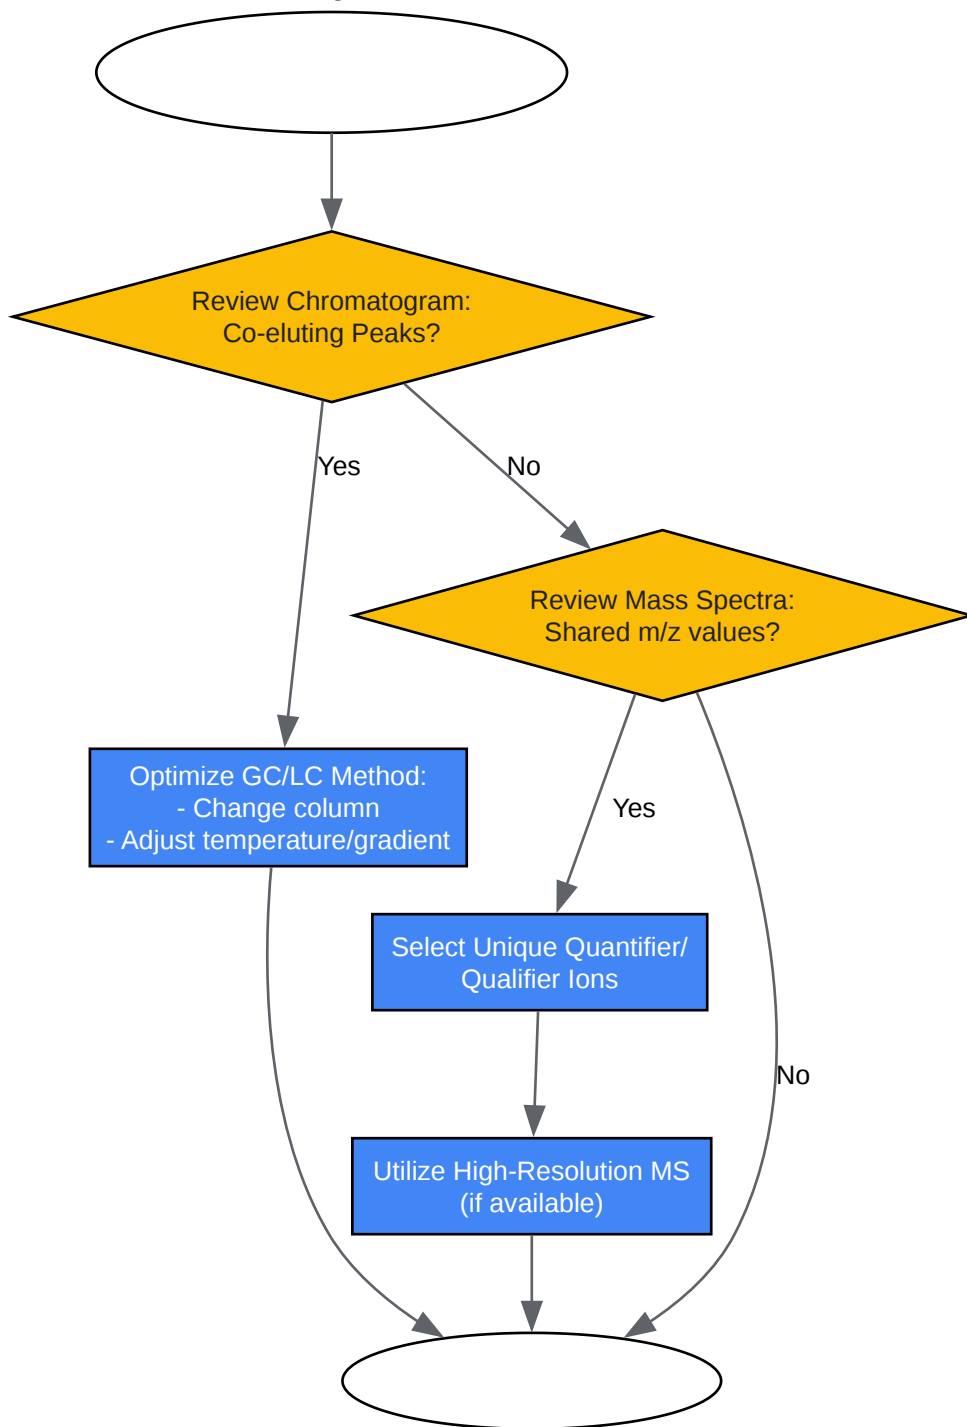 Review Chromatogram:
Co-eluting Peaks?
Yes
No
Review Mass Spectra:
Shared m/z values?
Optimize GC/LC Method:
- Change column
- Adjust temperature/gradient
Yes
Select Unique Quantifier/
Qualifier Ions
No
Utilize High-Resolution MS
(if available)